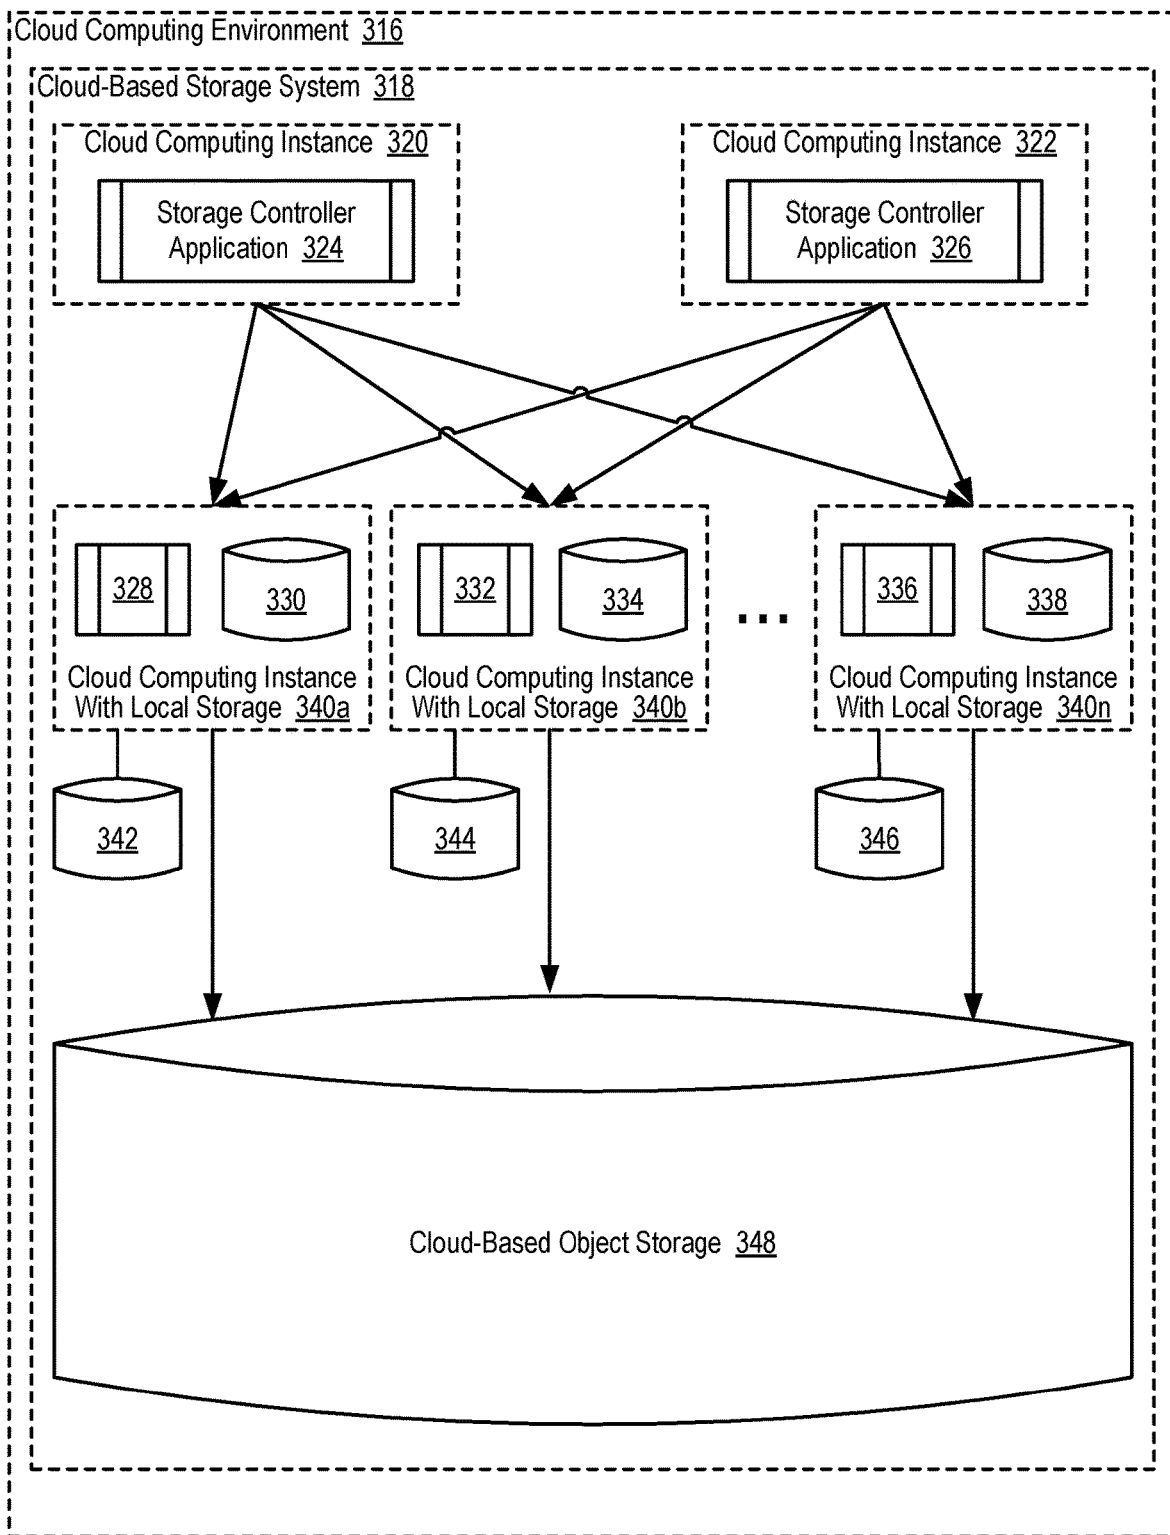 Cloud Computing Environment 316
Cloud-Based Storage System 318
Cloud Computing Instance 320
Storage Controller
Application 324
Cloud Computing Instance 322
Storage Controller
Application 326
328
330
Cloud Computing Instance
With Local Storage 340a
332
334
Cloud Computing Instance
With Local Storage 340b
...
336
338
Cloud Computing Instance
With Local Storage 340n
342
344
346
Cloud-Based Object Storage 348